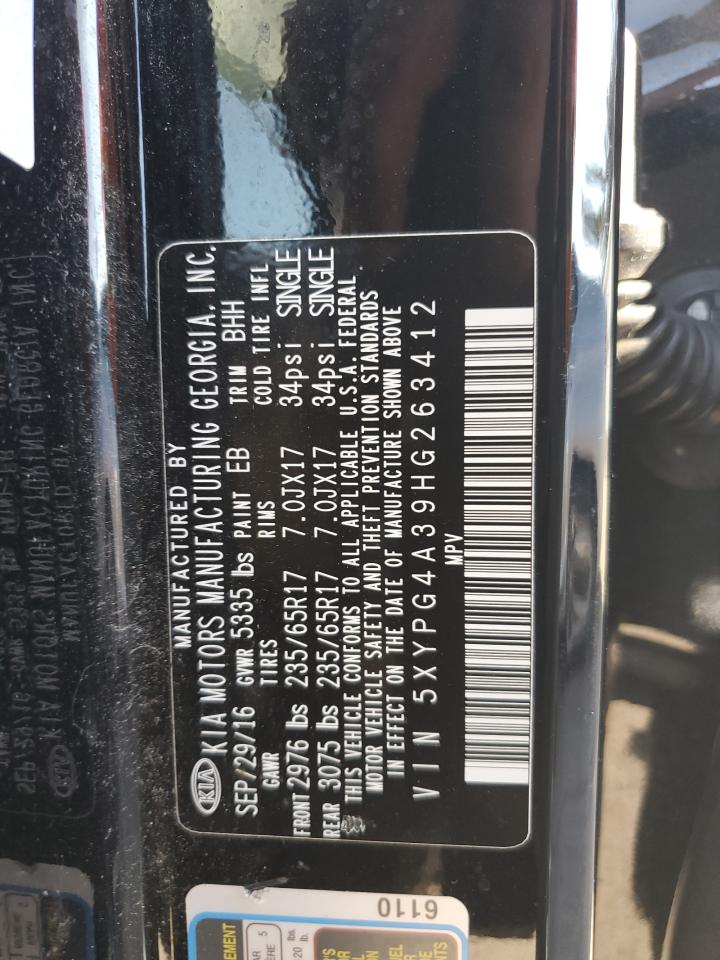 MANUFACTURED BY
KIA KIA MOTORS MANUFACTURING GEORGIA, INC.
SEP/29/16 GVWR 5335 lbs PAINT EB TRIM BHH
GAWR TIRES RIMS COLD TIRE INFL
FRONT 2976 lbs 235/65R17 7.0JX17 34psi SINGLE
REAR 3075 lbs 235/65R17 7.0JX17 34psi SINGLE
THIS VEHICLE CONFORMS TO ALL APPLICABLE U.S.A. FEDERAL
MOTOR VEHICLE SAFETY AND THEFT PREVENTION STANDARDS
IN EFFECT ON THE DATE OF MANUFACTURE SHOWN ABOVE
VIN 5XYPG4A39HG263412
MPV
6110
5